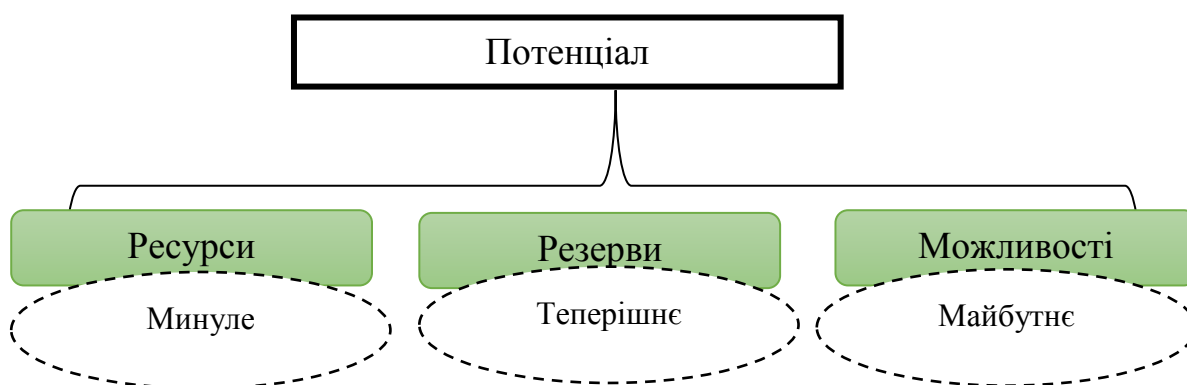 Потенціал
Ресурси
Резерви
Можливості
Минуле
Теперішнє
Майбутнє